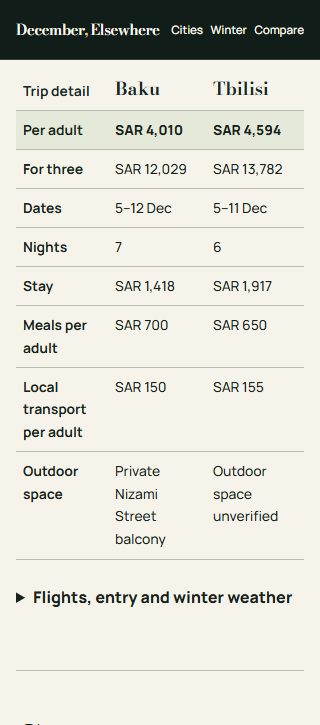 December, Elsewhere Cities Winter Compare
Trip detail Baku Tbilisi
Per adult SAR 4,010 SAR 4,594
For three SAR 12,029 SAR 13,782
Dates 5–12 Dec 5–11 Dec
Nights 7 6
Stay SAR 1,418 SAR 1,917
Meals per SAR 700 SAR 650
adult
Local SAR 150 SAR 155
transport
per adult
Outdoor Private Outdoor
space Nizami space
Street unverified
balcony
Flights, entry and winter weather